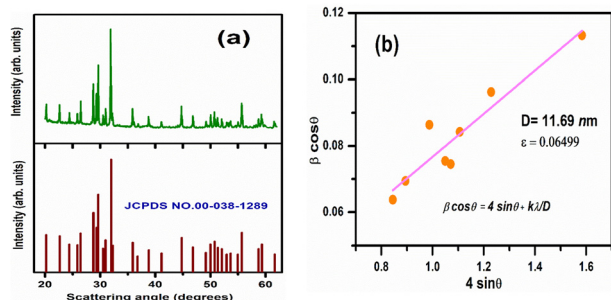 (a)
Intensity (arb. units)
Intensity (arb. units)
JCPDS NO.00-038-1289
20 30 40 50 60
Scattering angle (degrees)
(b)
0.12
0.10
0.08
0.06
β cosθ
D= 11.69 nm
ε = 0.06499
β cosθ = 4 sinθ+ kλ/D
0.8 1.0 1.2 1.4 1.6
4 sinθ